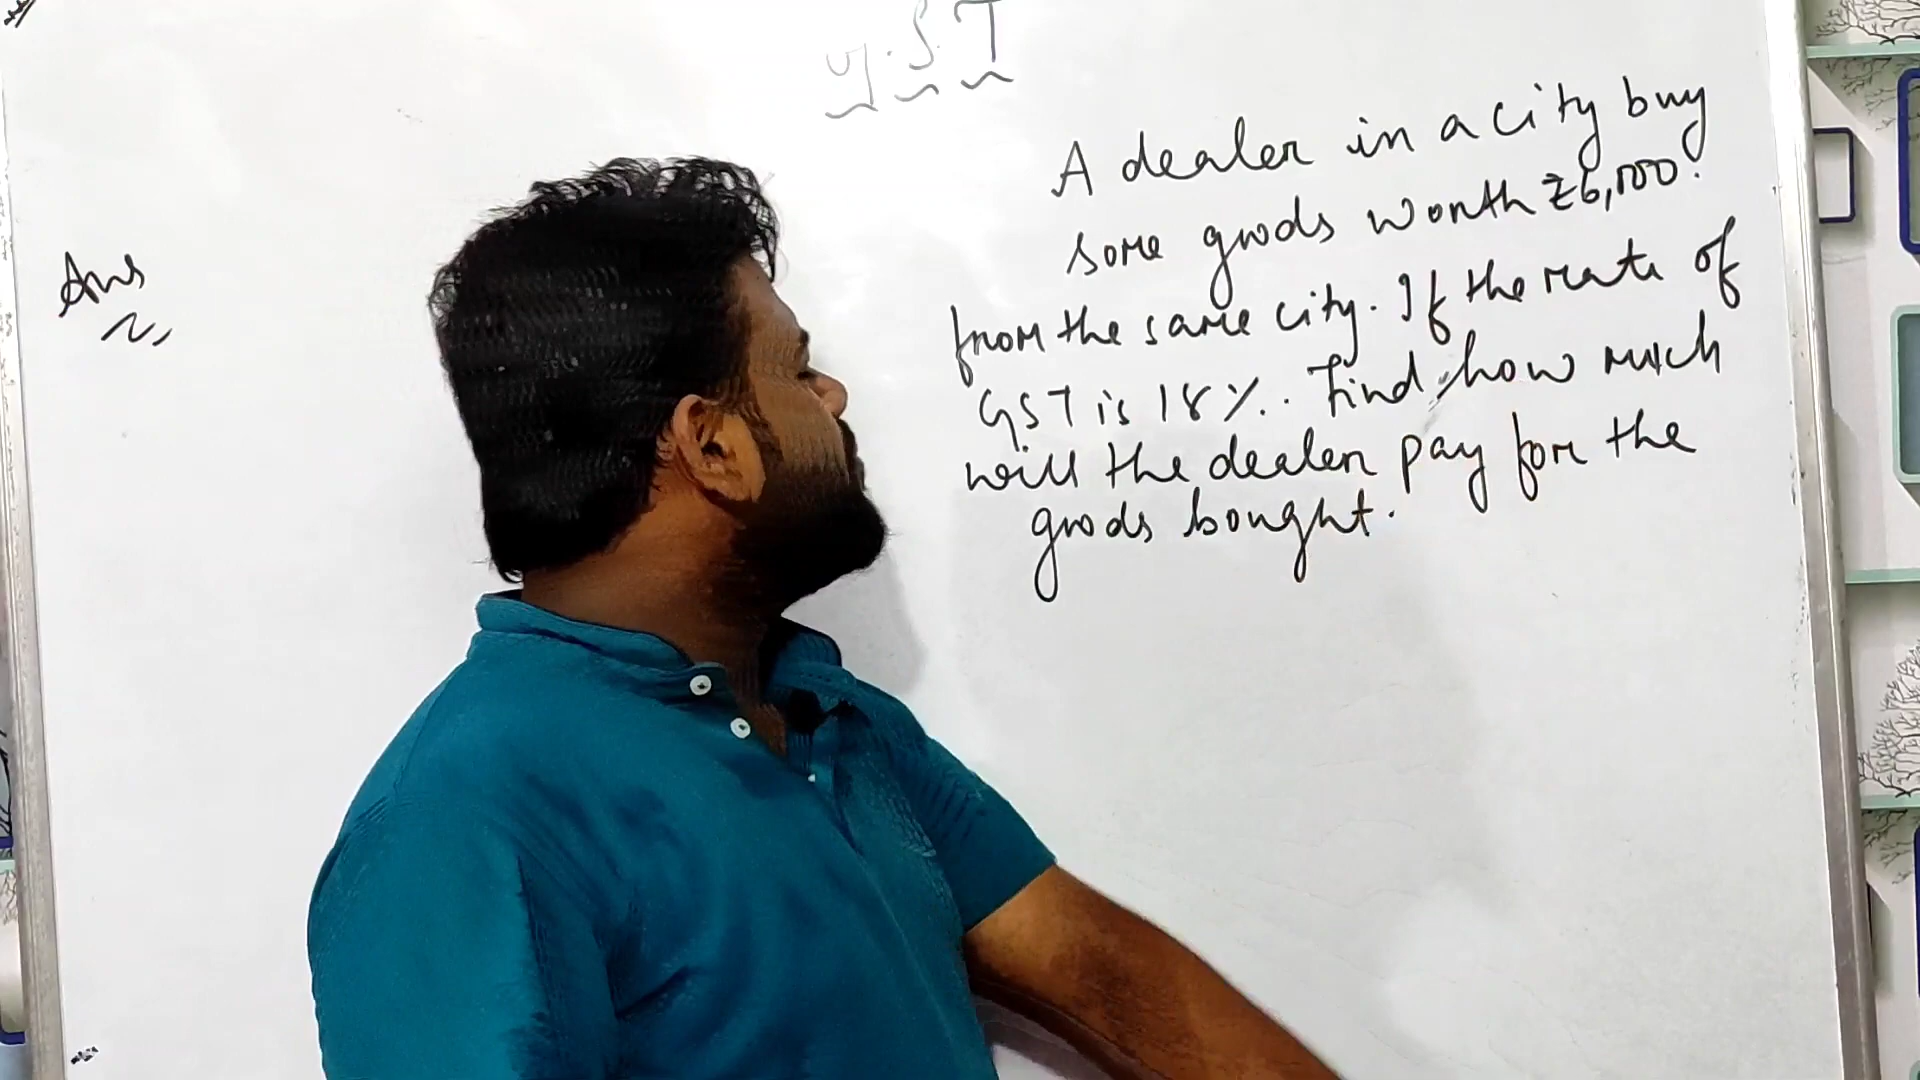 G.S.T
A dealer in a city buy
some goods worth ₹6,000.
from the same city. If the rate of
GST is 18%. . Find, how much
will the dealer pay for the
goods bought.
Ans